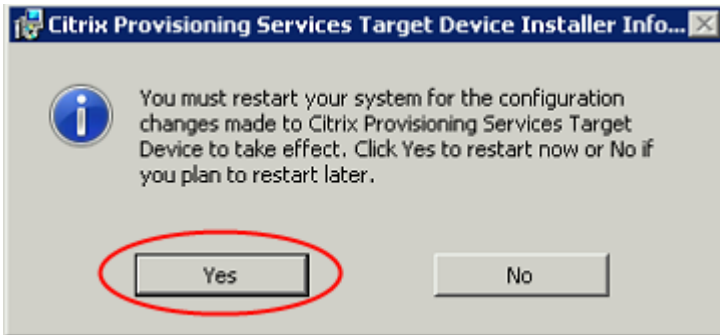 Citrix Provisioning Services Target Device Installer Info...
You must restart your system for the configuration
changes made to Citrix Provisioning Services Target
Device to take effect. Click Yes to restart now or No if
you plan to restart later.
Yes No